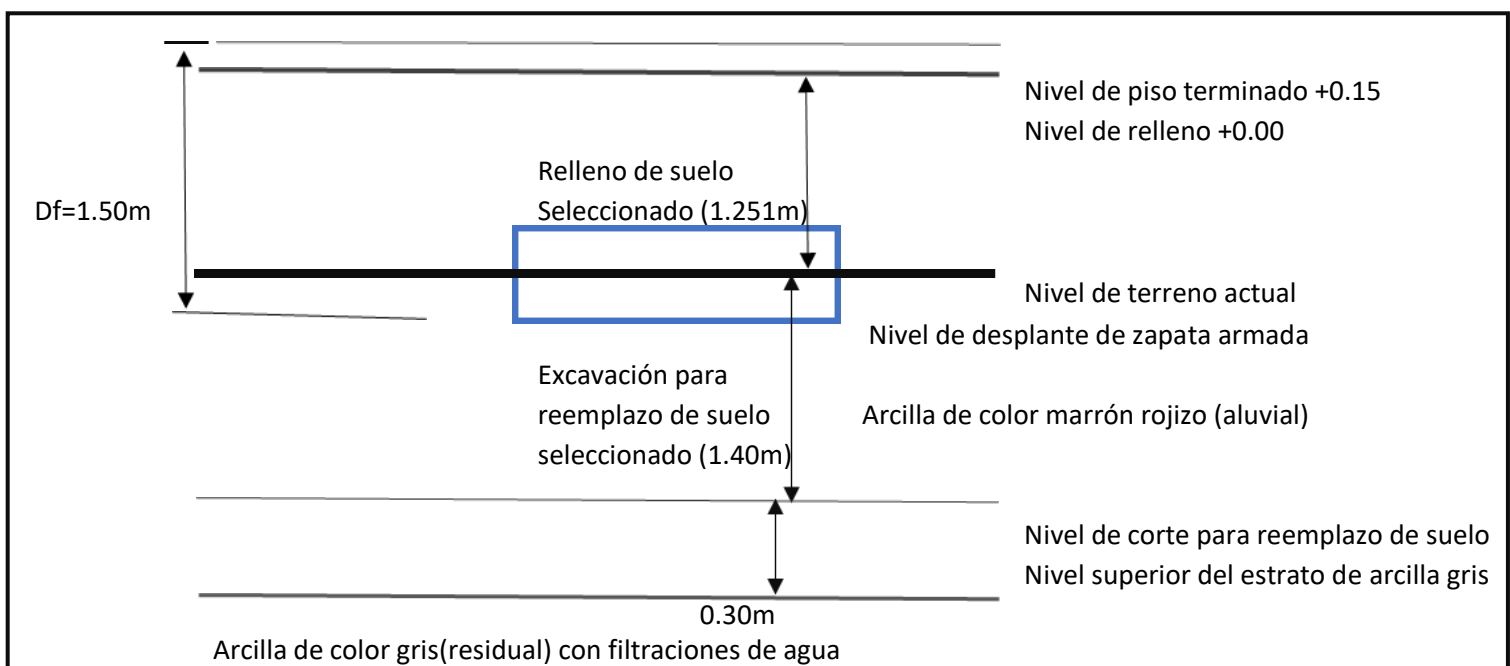 Nivel de piso terminado +0.15
Nivel de relleno +0.00
Relleno de suelo
Seleccionado (1.251m)
Df=1.50m
Nivel de terreno actual
Nivel de desplante de zapata armada
Excavación para
reemplazo de suelo
seleccionado (1.40m)
Arcilla de color marrón rojizo (aluvial)
Nivel de corte para reemplazo de suelo
Nivel superior del estrato de arcilla gris
0.30m
Arcilla de color gris(residual) con filtraciones de agua